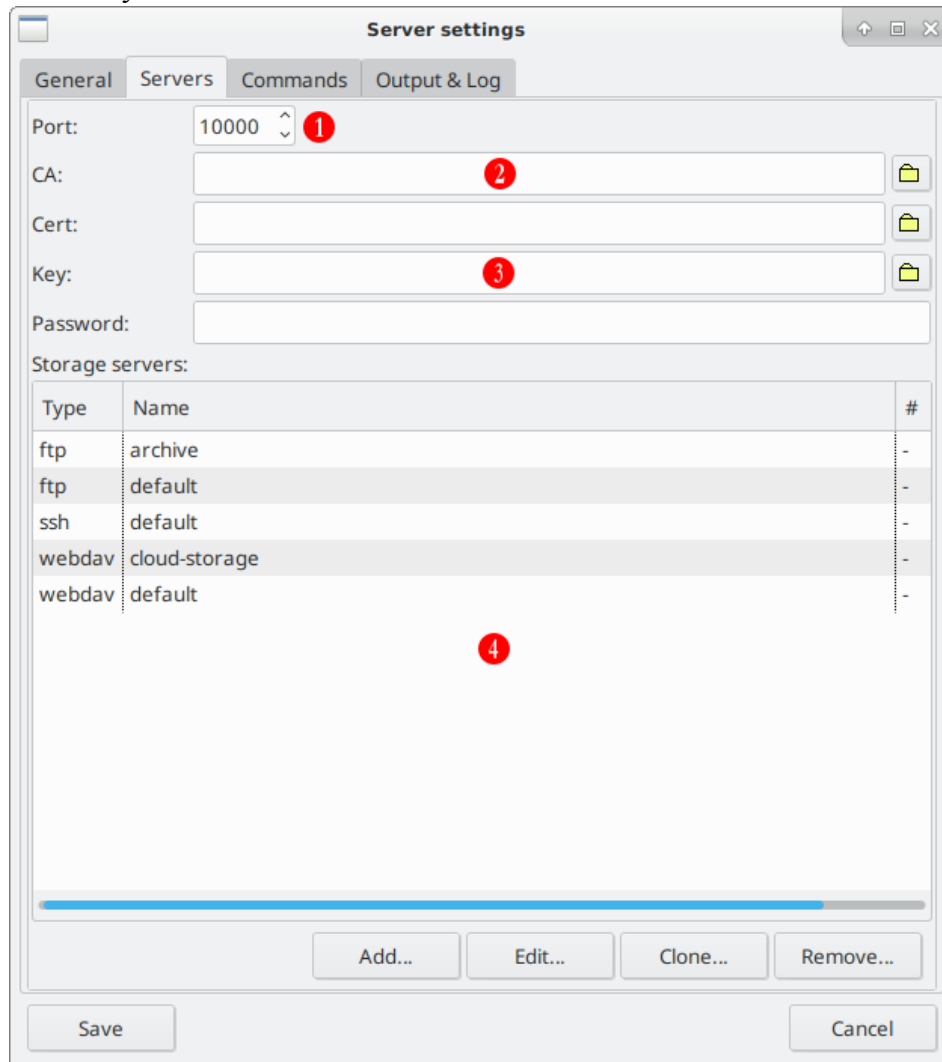 Server settings
General Servers Commands Output & Log
Port: 10000 1
CA: 2
Cert:
Key: 3
Password:
Storage servers:
Type Name #
ftp archive -
ftp default -
ssh default -
webdav cloud-storage -
webdav default -
4
Add... Edit... Clone... Remove...
Save Cancel